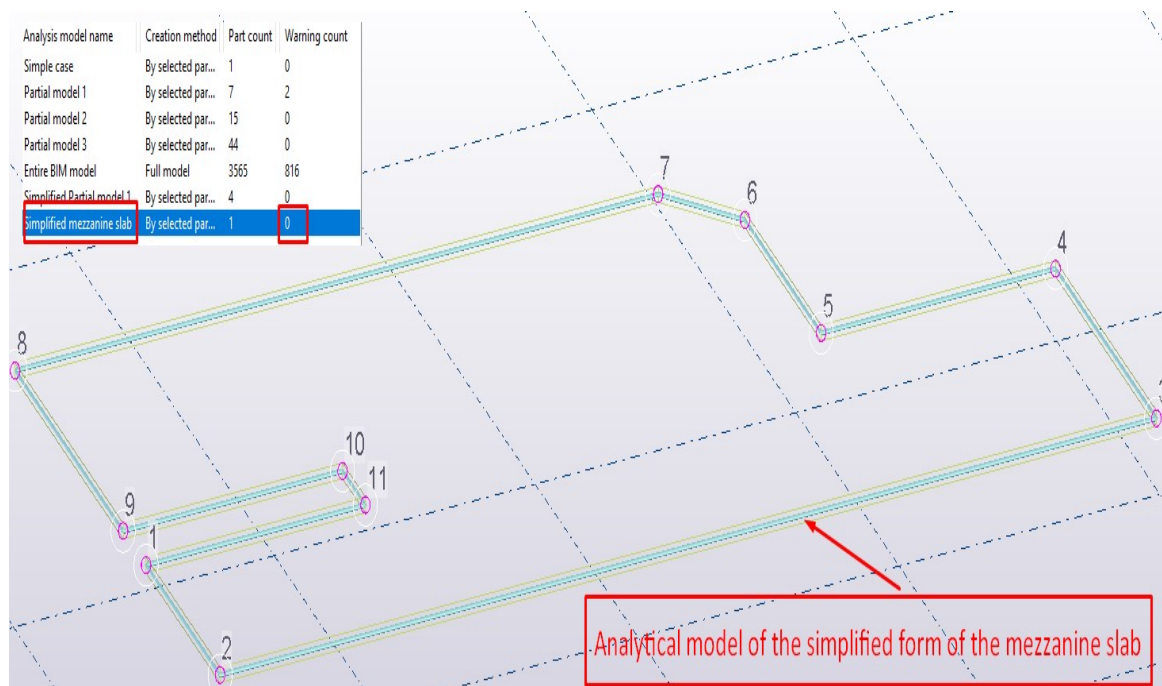 Analysis model name Creation method Part count Warning count
Simple case By selected par... 1 0
Partial model 1 By selected par... 7 2
Partial model 2 By selected par... 15 0
Partial model 3 By selected par... 44 0
Entire BIM model Full model 3565 816
Simplified Partial model 1 By selected par... 4 0
Simplified mezzanine slab By selected par... 1 0
7
6
4
5
8
10
11
9
1
2
Analytical model of the simplified form of the mezzanine slab